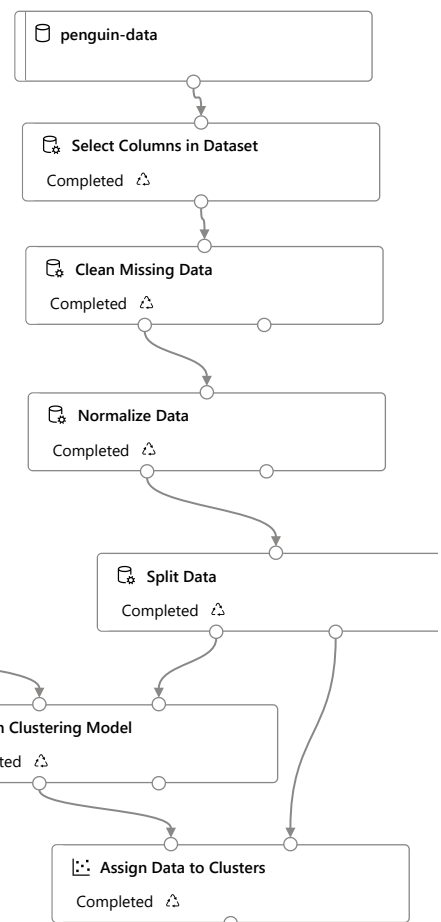 penguin-data
Select Columns in Dataset
Completed
Clean Missing Data
Completed
Normalize Data
Completed
Split Data
Completed
Clustering Model
Assign Data to Clusters
Completed